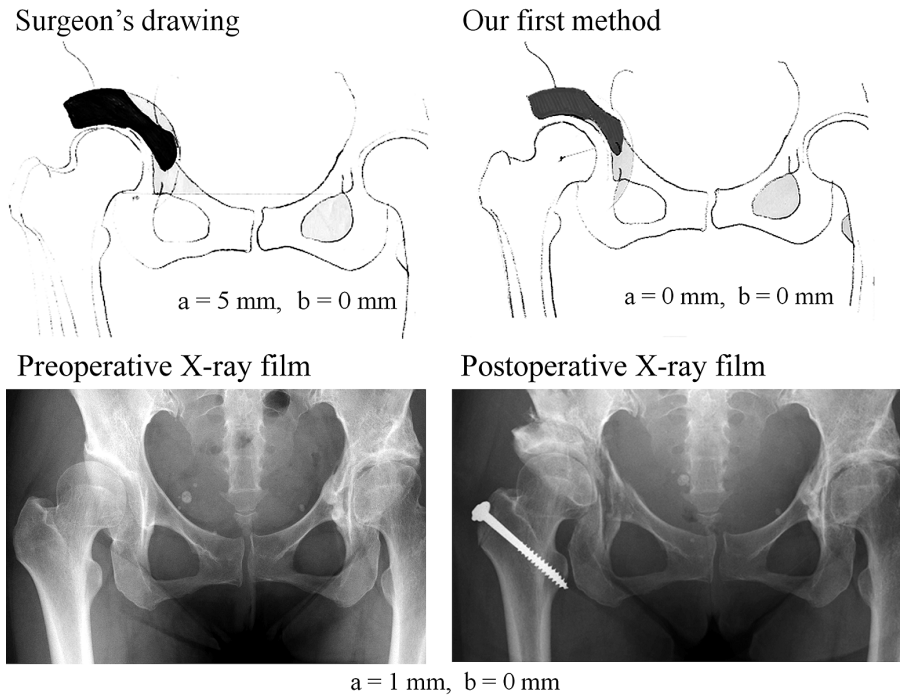 Surgeon's drawing
Our first method
a = 5 mm, b = 0 mm
a = 0 mm, b = 0 mm
Preoperative X-ray film
Postoperative X-ray film
a = 1 mm, b = 0 mm